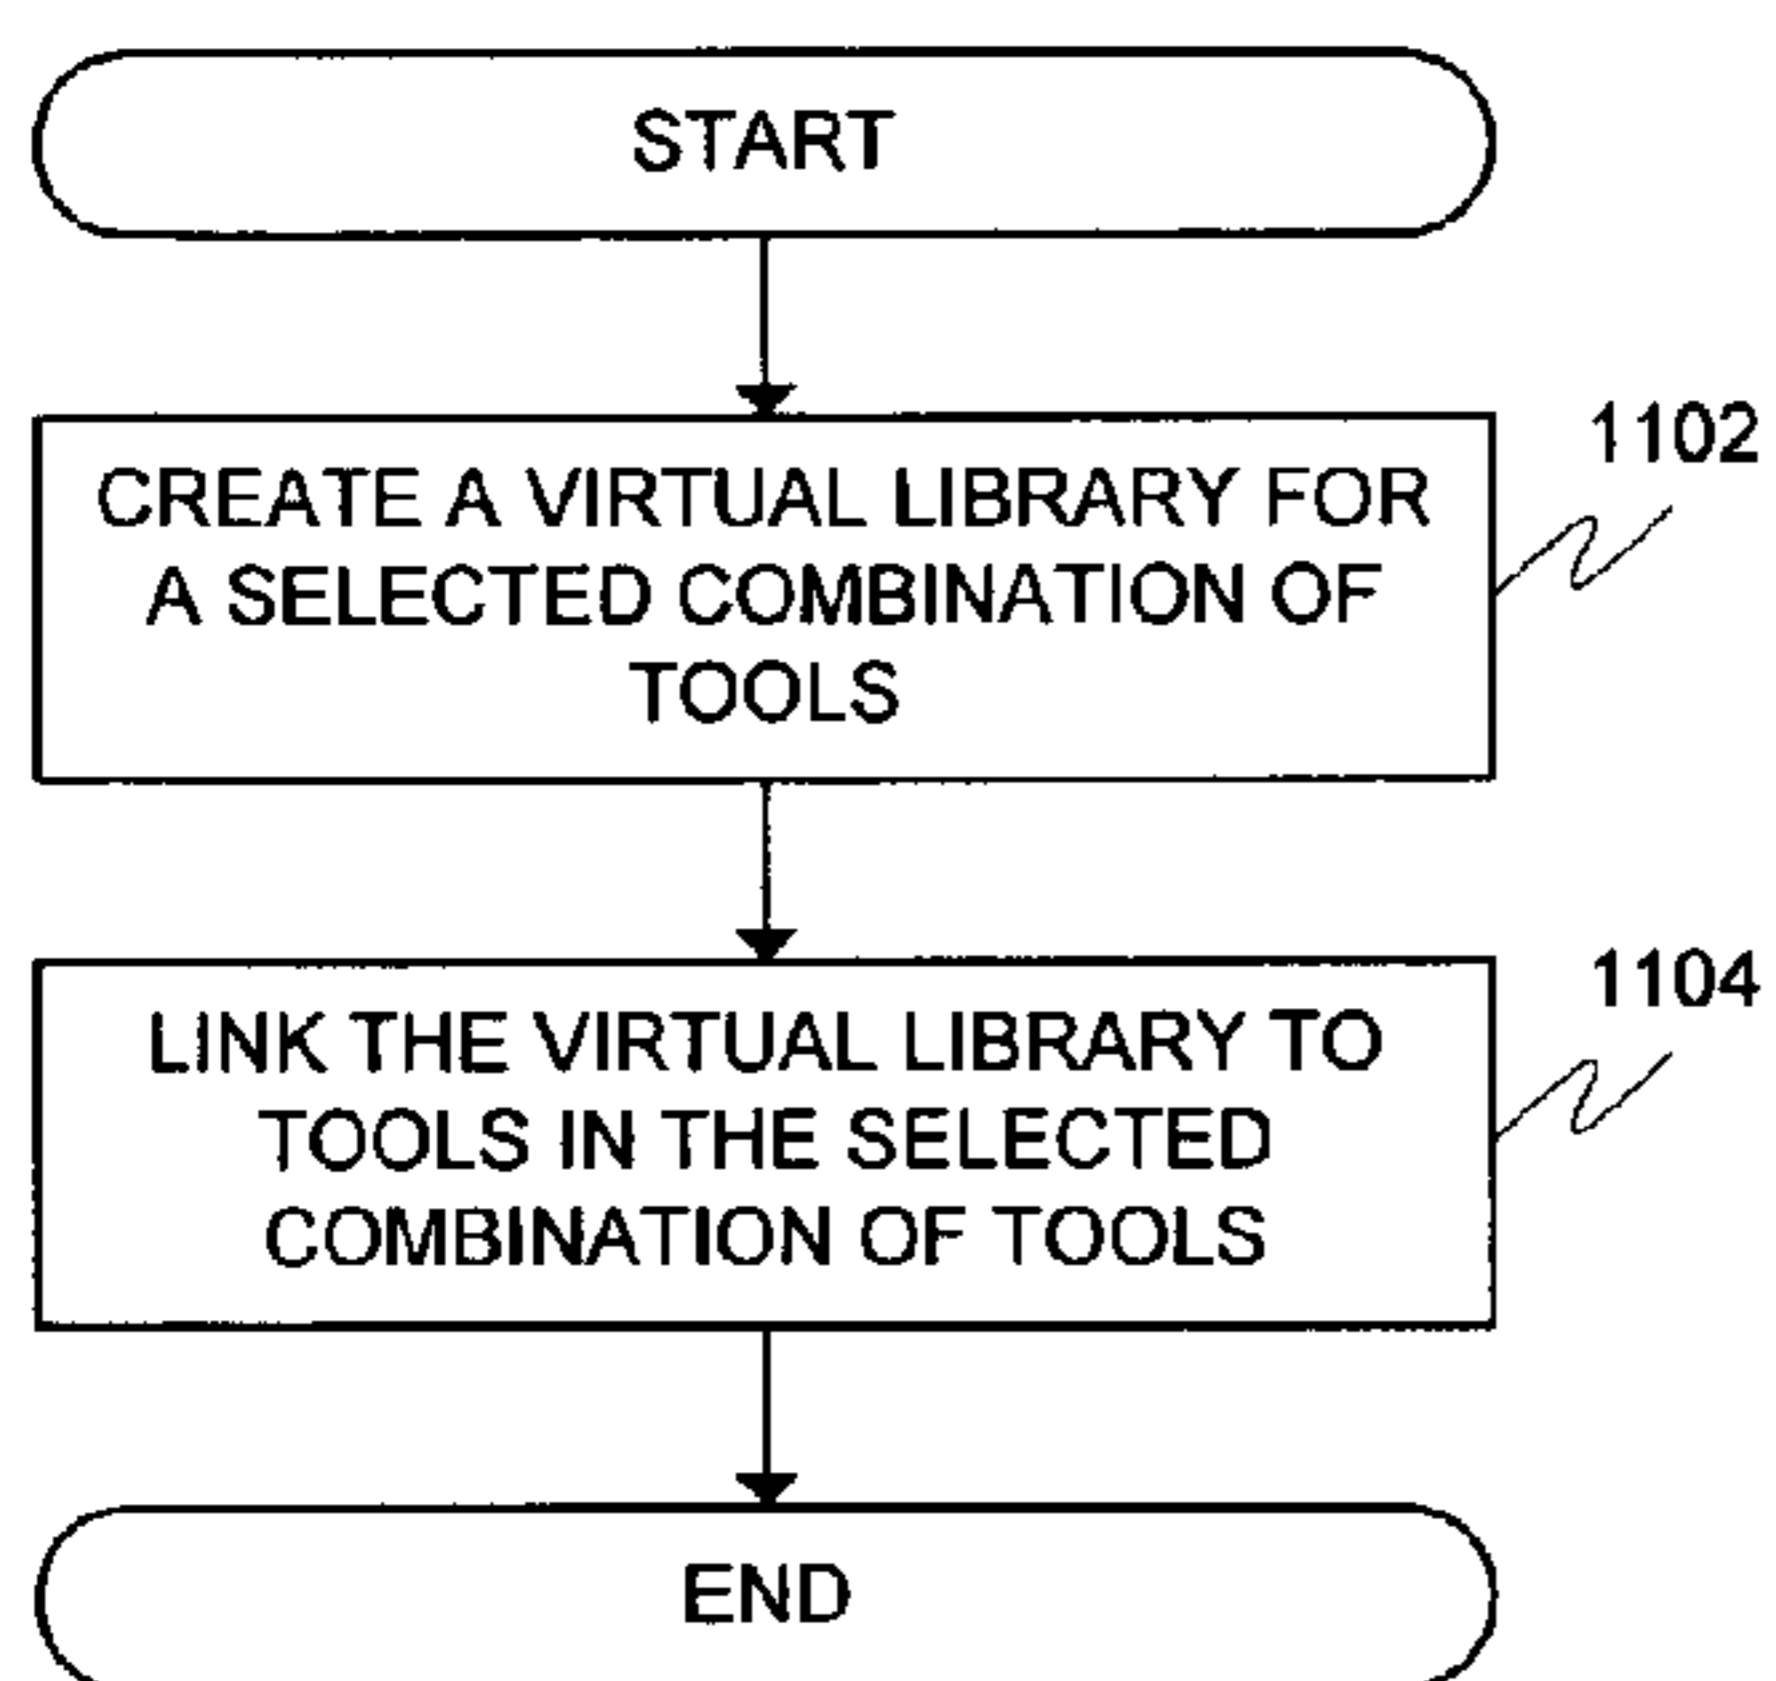 START
1102
CREATE A VIRTUAL LIBRARY FOR
A SELECTED COMBINATION OF
TOOLS
1104
LINK THE VIRTUAL LIBRARY TO
TOOLS IN THE SELECTED
COMBINATION OF TOOLS
END